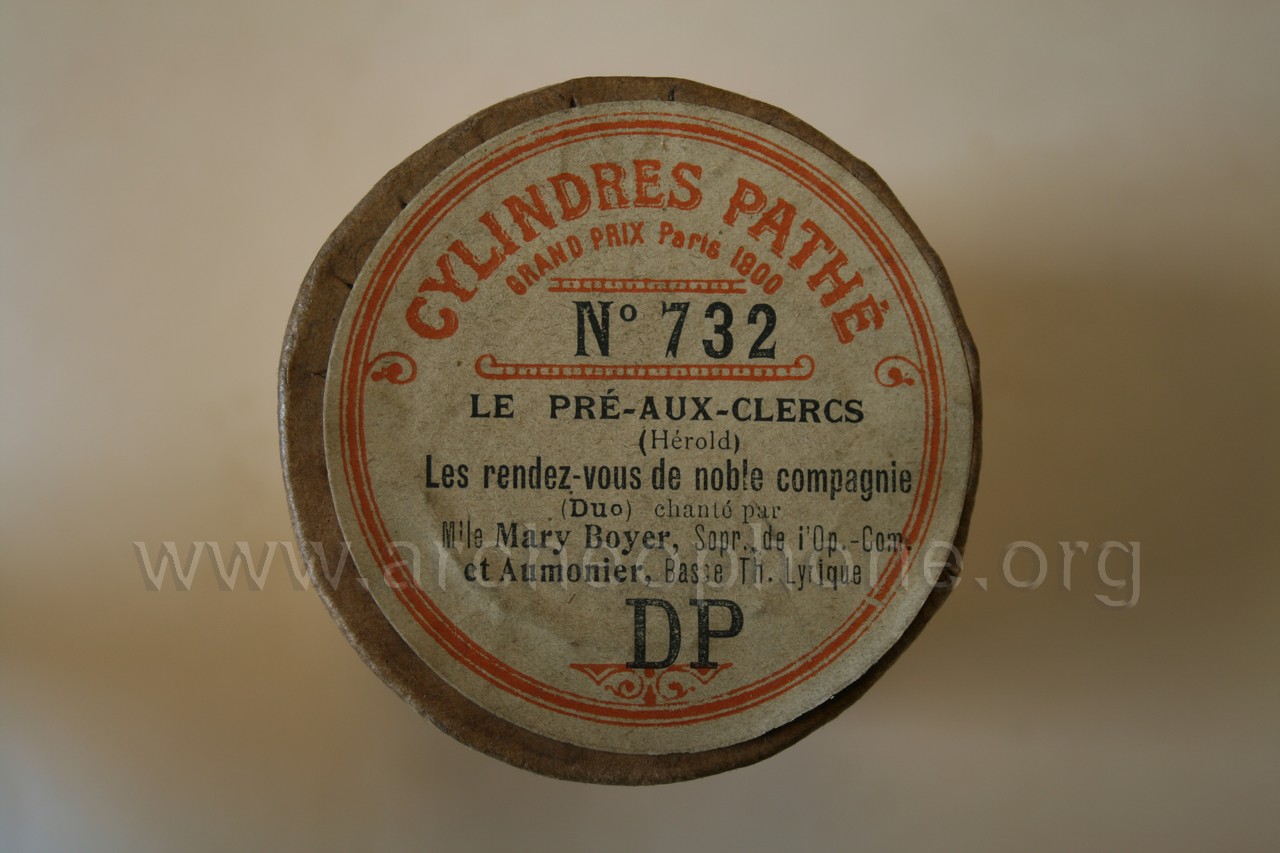 CYLINDRES PATHÉ
GRAND PRIX Paris 1900
No 732
LE PRÉ-AUX-CLERCS
(Hérold)
Les rendez-vous de noble compagnie
(Duo) chanté par
Mlle Mary Boyer, Sopr., de l'Op.-Com.
et Aumonier, Basse Th. Lyrique
DP
www.archeophone.org